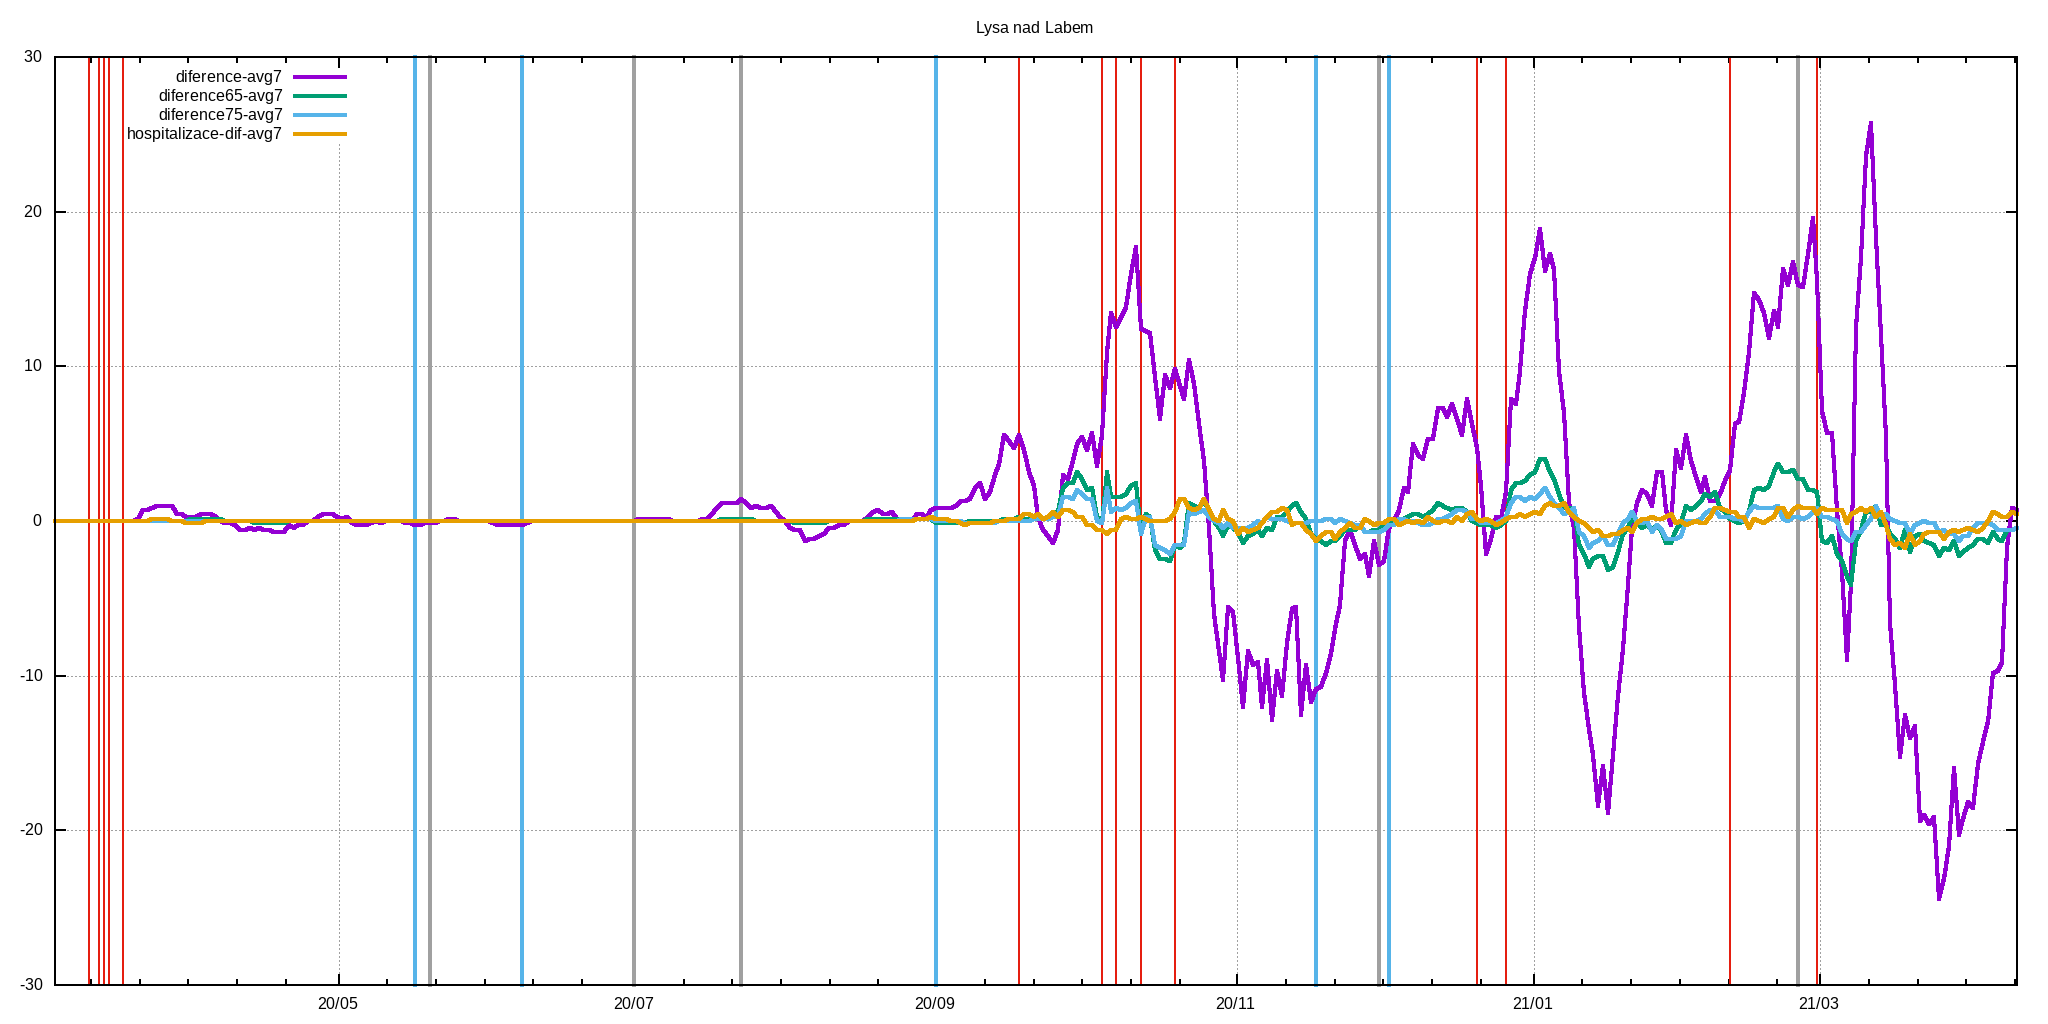 Lysa nad Labem
30
20
10
0
-10
-20
-30
diference-avg7
diference65-avg7
diference75-avg7
hospitalizace-dif-avg7
20/05 20/07 20/09 20/11 21/01 21/03